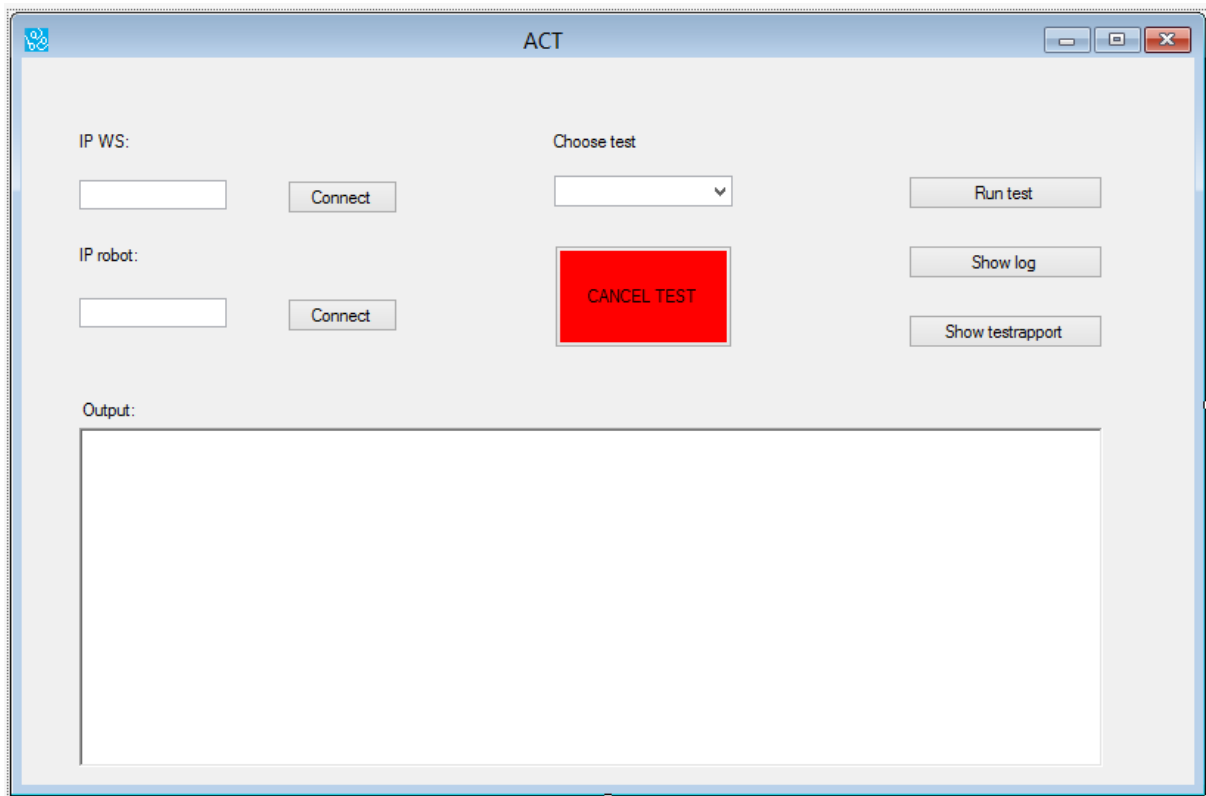 ACT
IP WS:
Choose test
Connect
Run test
IP robot:
Show log
CANCEL TEST
Connect
Show testrapport
Output: